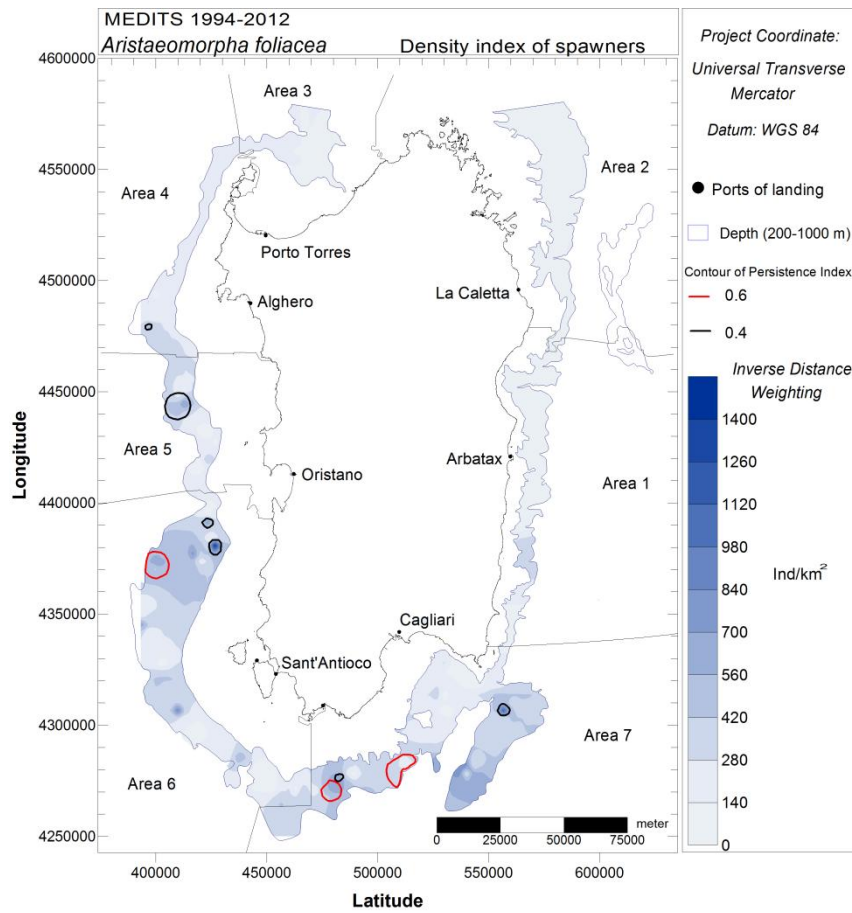 MEDITS 1994-2012
Aristaeomorpha foliacea
Density index of spawners
4600000
4550000
4500000
4450000
4400000
4350000
4300000
4250000
Longitude
400000
450000
500000
550000
600000
Latitude
Area 3
Area 2
Area 4
Porto Torres
Alghero
La Caletta
Area 5
Oristano
Arbatax
Area 1
Cagliari
Sant'Antioco
Area 7
Area 6
meter
0
25000
50000
75000
Project Coordinate:
Universal Transverse
Mercator
Datum: WGS 84
Ports of landing
Depth (200-1000 m)
Contour of Persistence Index
0.6
0.4
Inverse Distance
Weighting
1400
1260
1120
980
840
700
560
420
280
140
0
Ind/km²